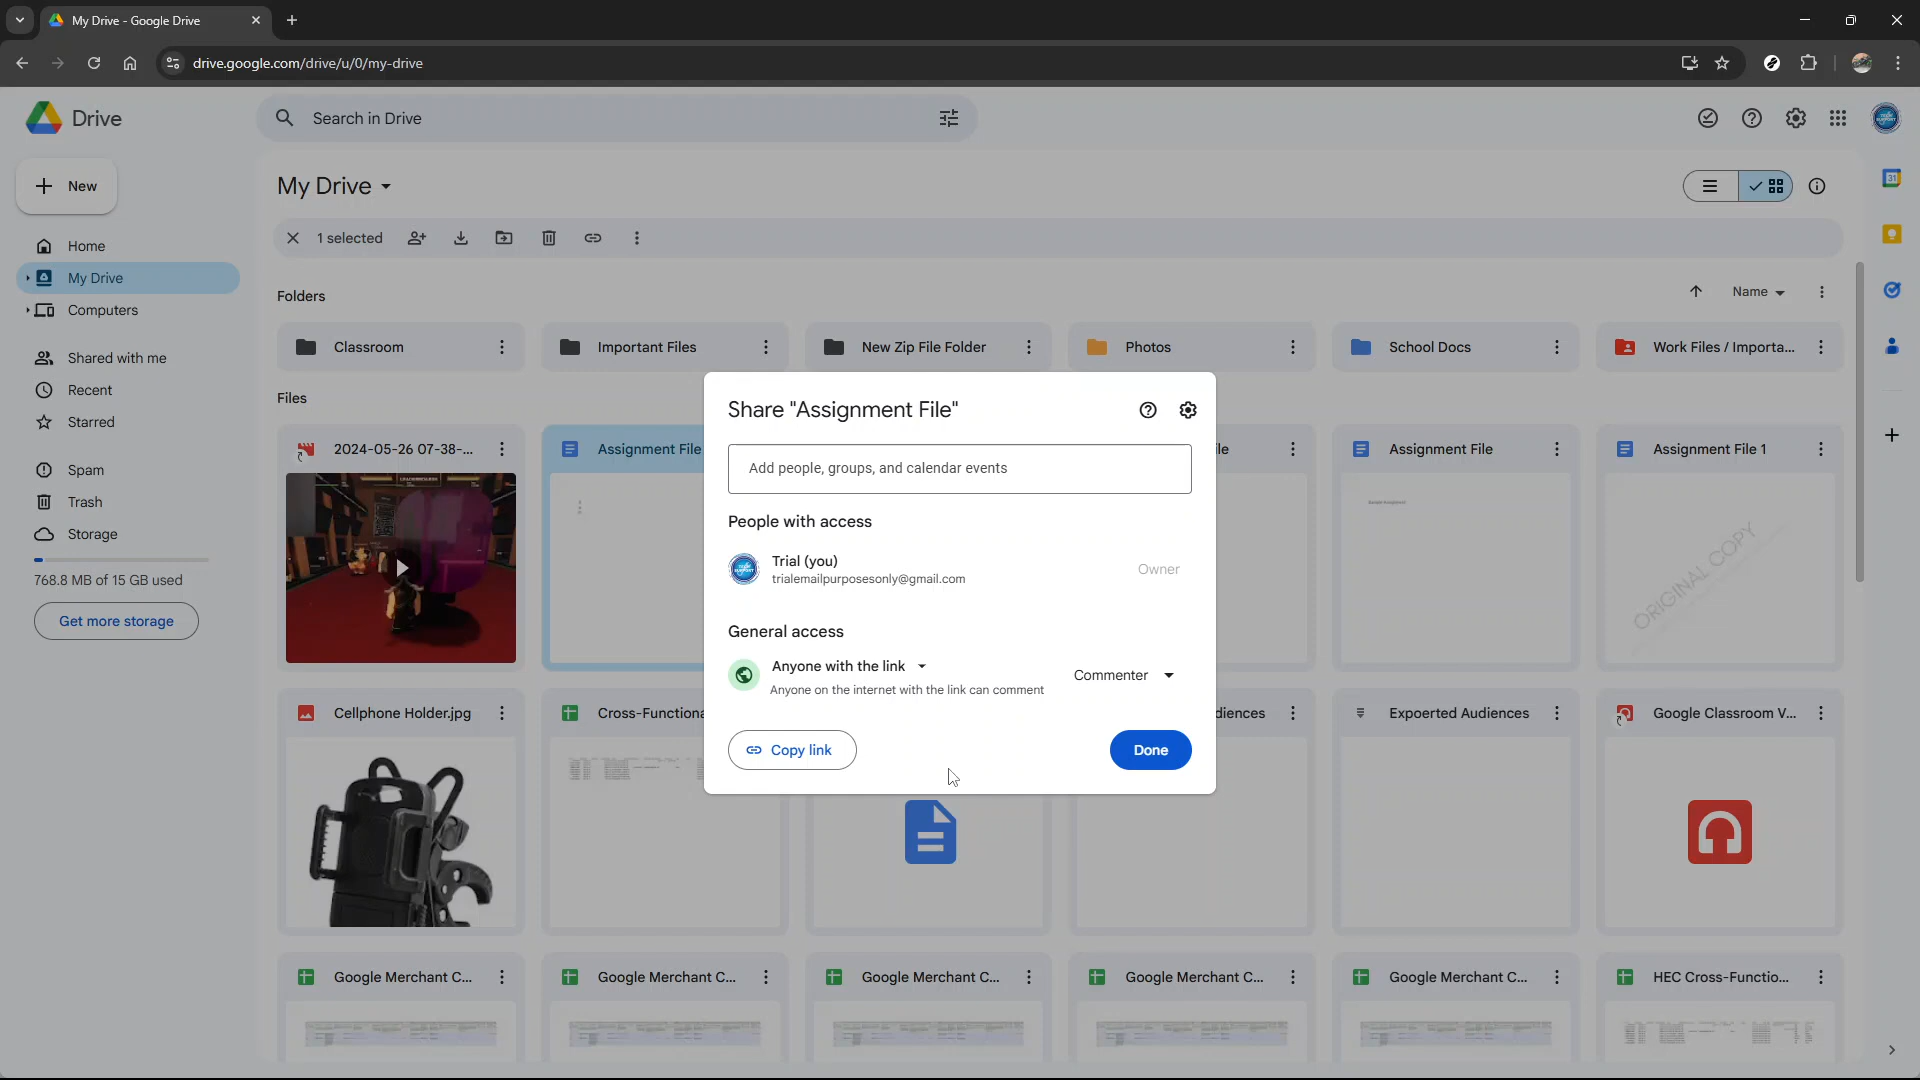 My Drive - Google Drive
drive.google.com/drive/u/0/my-drive
Drive
Search in Drive
New
My Drive
1 selected
Home
My Drive
Computers
Shared with me
Recent
Starred
Spam
Trash
Storage
768.8 MB of 15 GB used
Get more storage
Folders
Name
Classroom
Important Files
New Zip File Folder
Photos
School Docs
Work Files / Importa...
Files
2024-05-26 07-38-...
Assignment File
ile
Assignment File
Assignment File 1
ORIGINAL COPY
Share "Assignment File"
Add people, groups, and calendar events
People with access
Trial (you)
trialemailpurposesonly@gmail.com
Owner
General access
Anyone with the link
Anyone on the internet with the link can comment
Commenter
Copy link
Done
Cellphone Holder.jpg
Cross-Functiona
diences
Expoerted Audiences
Google Classroom V...
Google Merchant C...
Google Merchant C...
Google Merchant C...
Google Merchant C...
Google Merchant C...
HEC Cross-Functio...